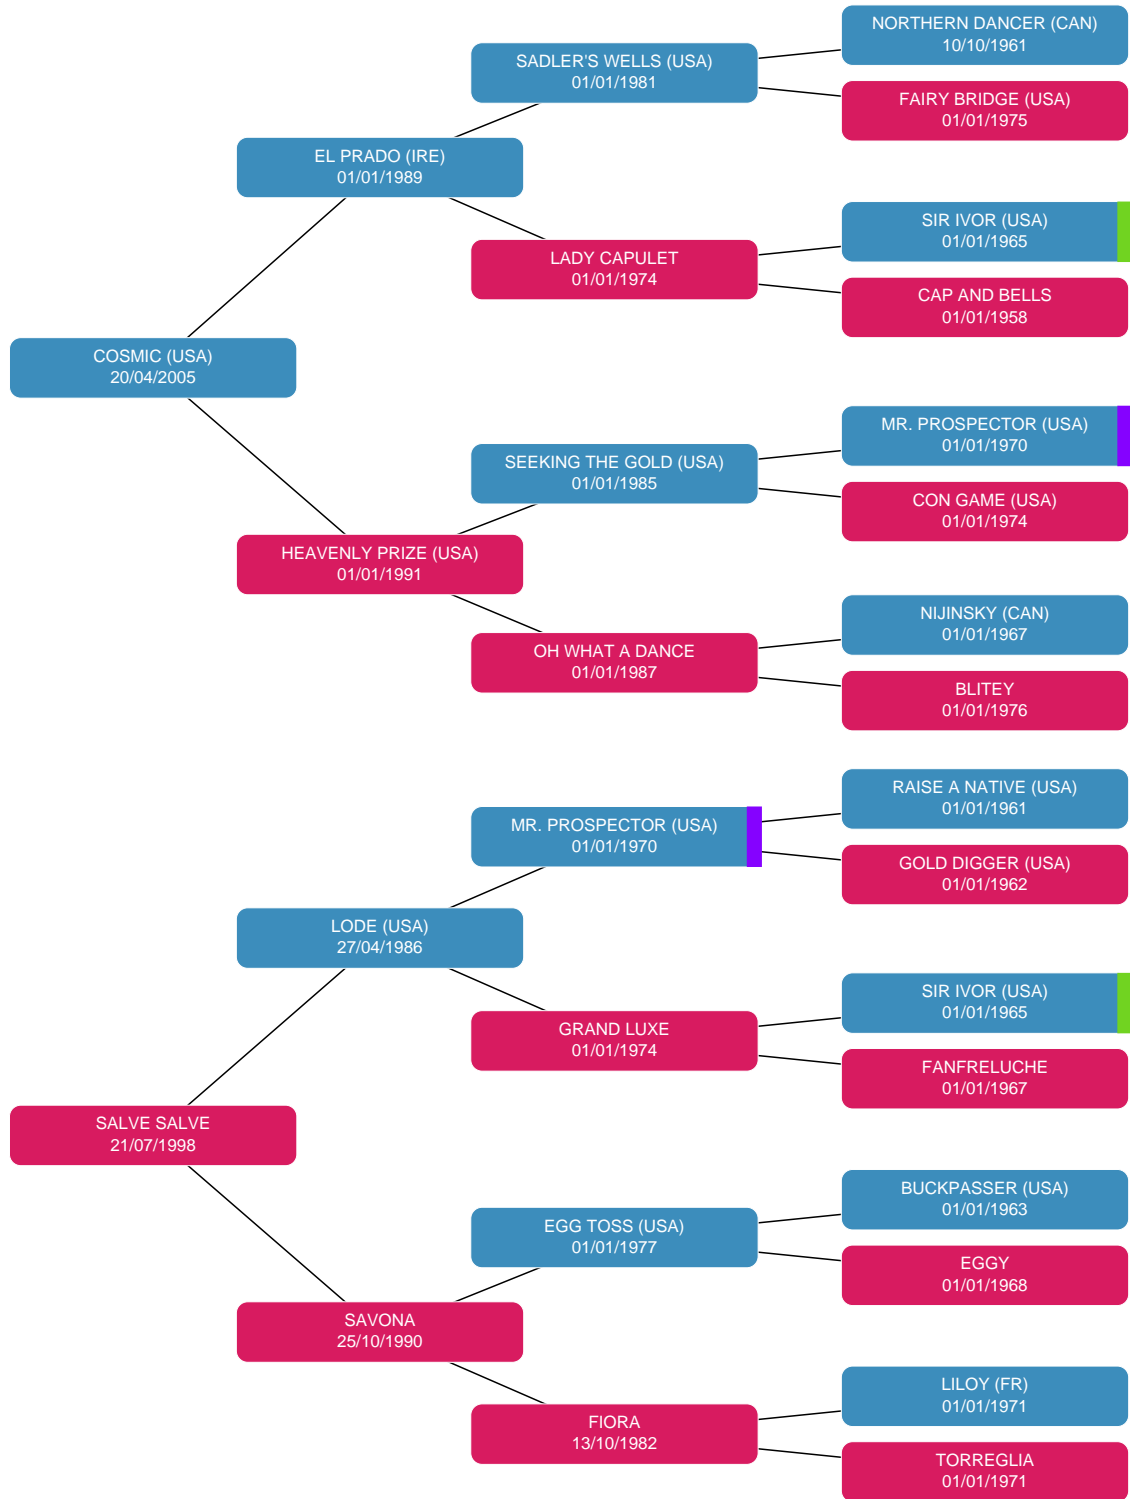 NORTHERN DANCER (CAN)
10/10/1961
SADLER'S WELLS (USA)
01/01/1981
FAIRY BRIDGE (USA)
01/01/1975
EL PRADO (IRE)
01/01/1989
SIR IVOR (USA)
01/01/1965
LADY CAPULET
01/01/1974
CAP AND BELLS
01/01/1958
COSMIC (USA)
20/04/2005
MR. PROSPECTOR (USA)
01/01/1970
SEEKING THE GOLD (USA)
01/01/1985
CON GAME (USA)
01/01/1974
HEAVENLY PRIZE (USA)
01/01/1991
NIJINSKY (CAN)
01/01/1967
OH WHAT A DANCE
01/01/1987
BLITEY
01/01/1976
RAISE A NATIVE (USA)
01/01/1961
MR. PROSPECTOR (USA)
01/01/1970
GOLD DIGGER (USA)
01/01/1962
LODE (USA)
27/04/1986
SIR IVOR (USA)
01/01/1965
GRAND LUXE
01/01/1974
FANFRELUCHE
01/01/1967
SALVE SALVE
21/07/1998
BUCKPASSER (USA)
01/01/1963
EGG TOSS (USA)
01/01/1977
EGGY
01/01/1968
SAVONA
25/10/1990
LILOY (FR)
01/01/1971
FIORA
13/10/1982
TORREGLIA
01/01/1971